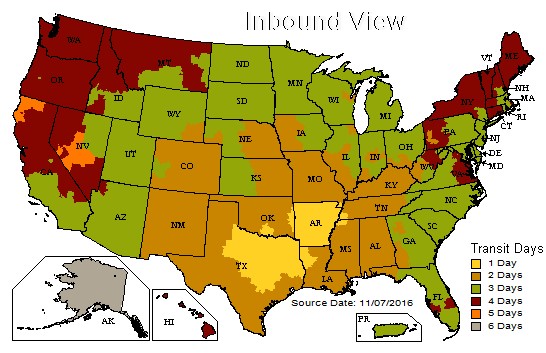 Inbound View
WA
OR
MT
ID
WY
ND
SD
NE
MN
WI
MI
IA
IL
IN
OH
PA
NY
VT
ME
NH
MA
RI
CT
NJ
DE
MD
NV
UT
CO
KS
MO
KY
WV
VA
CA
AZ
NM
OK
AR
TN
NC
SC
TX
LA
MS
AL
GA
FL
AK
HI
PR
Source Date: 11/07/2016
Transit Days
1 Day
2 Days
3 Days
4 Days
5 Days
6 Days